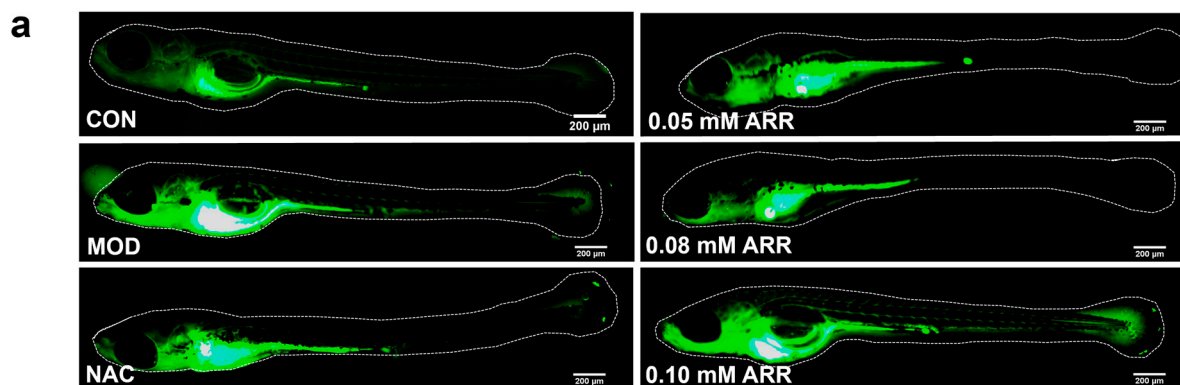 a
CON
200 µm
0.05 mM ARR
200 µm
MOD
200 µm
0.08 mM ARR
200 µm
NAC
200 µm
0.10 mM ARR
200 µm